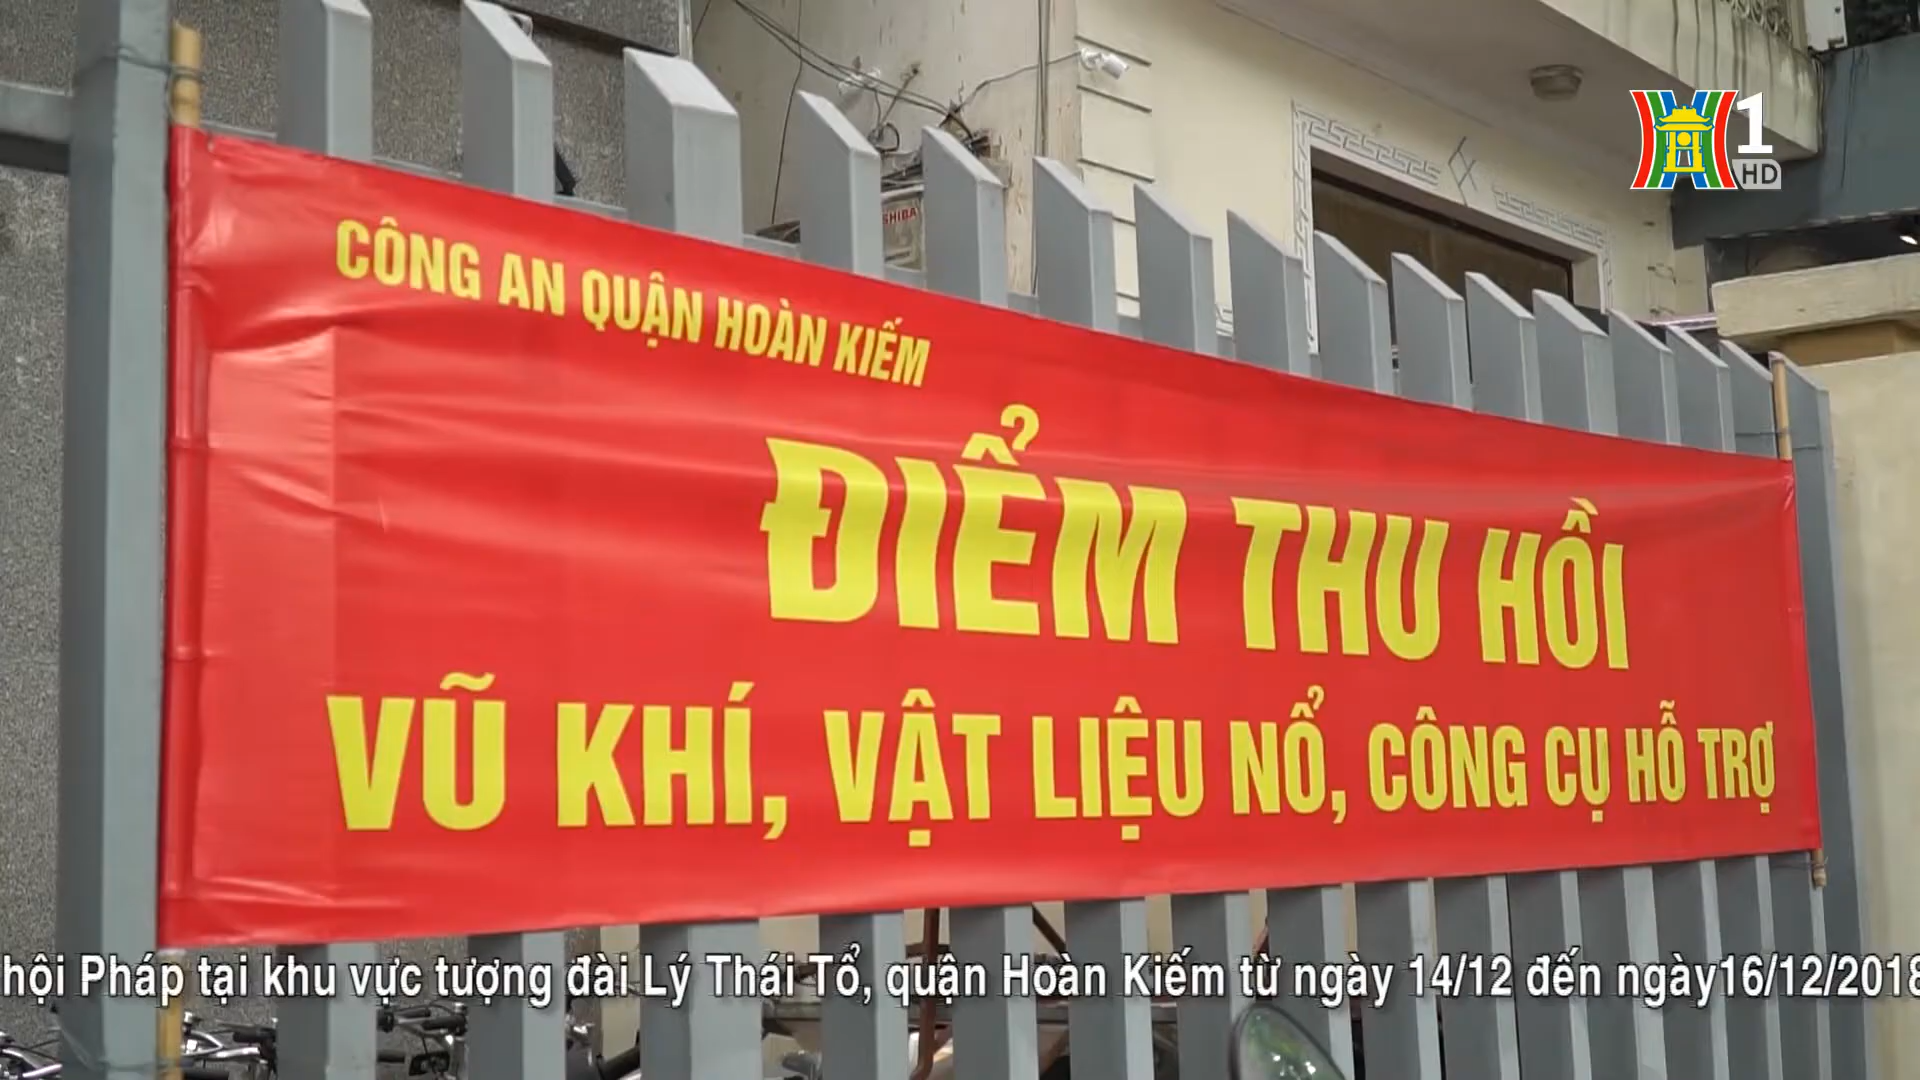 1
HD
SHIBA
CÔNG AN QUẬN HOÀN KIẾM
ĐIỂM THU HỒI
VŨ KHÍ, VẬT LIỆU NỔ, CÔNG CỤ HỖ TRỢ
hội Pháp tại khu vực tượng đài Lý Thái Tổ, quận Hoàn Kiếm từ ngày 14/12 đến ngày16/12/2018